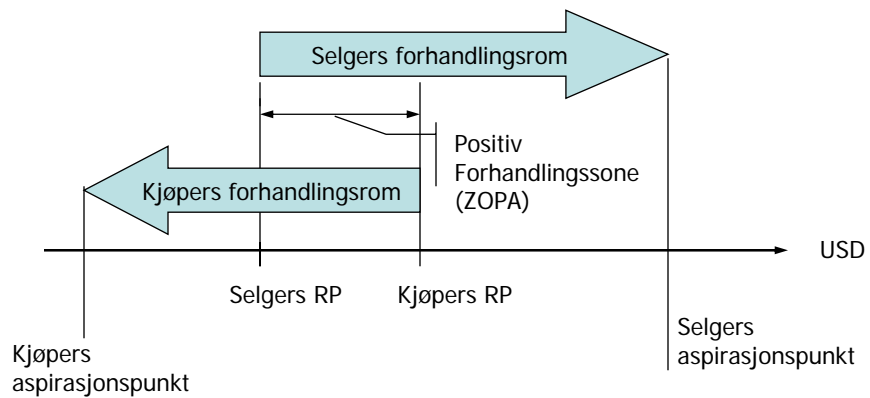 Selgers forhandlingsrom
Positiv
Forhandlingssone
(ZOPA)
Kjøpers forhandlingsrom
USD
Selgers RP
Kjøpers RP
Selgers
aspirasjonspunkt
Kjøpers
aspirasjonspunkt